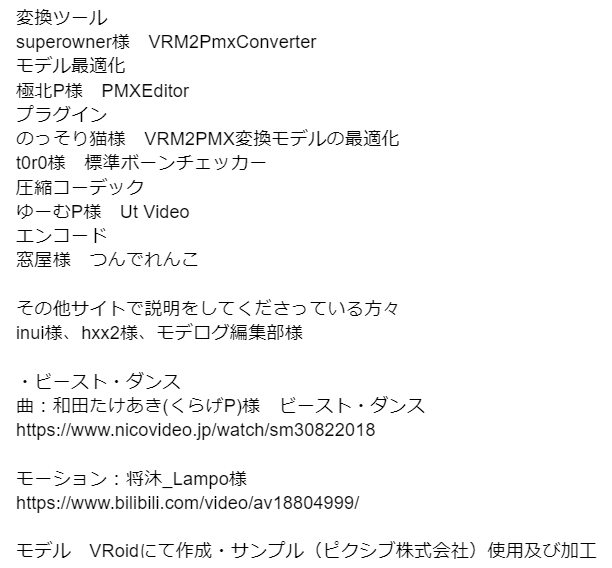 変換ツール
superowner様　VRM2PmxConverter
モデル最適化
極北P様　PMXEditor
プラグイン
のっそり猫様　VRM2PMX変換モデルの最適化
t0r0様　標準ボーンチェッカー
圧縮コーデック
ゆーむP様　Ut Video
エンコード
窓屋様　つんでれんこ
その他サイトで説明をしてくださっている方々
inui様、hxx2様、モデログ編集部様
・ビースト・ダンス
曲：和田たけあき(くらげP)様　ビースト・ダンス
https://www.nicovideo.jp/watch/sm30822018
モーション：将沐_Lampo様
https://www.bilibili.com/video/av18804999/
モデル　VRoidにて作成・サンプル（ピクシブ株式会社）使用及び加工